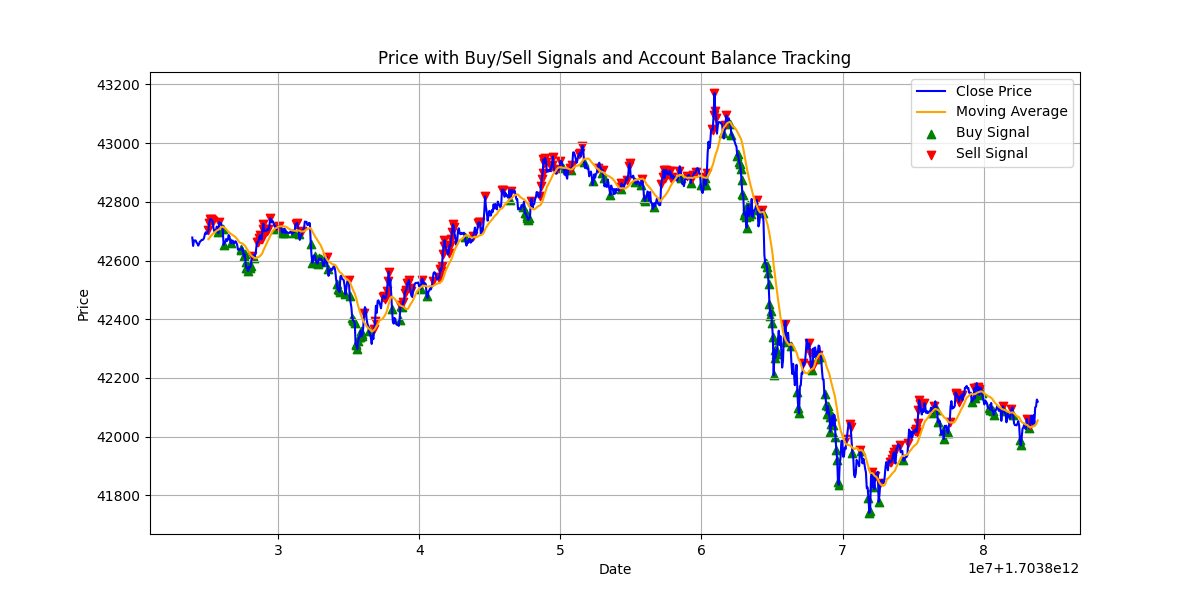 Price with Buy/Sell Signals and Account Balance Tracking
43200
43000
42800
42600
42400
42200
42000
41800
Price
Close Price
Moving Average
Buy Signal
Sell Signal
3 4 5 6 7 8
1e7+1.7038e12
Date